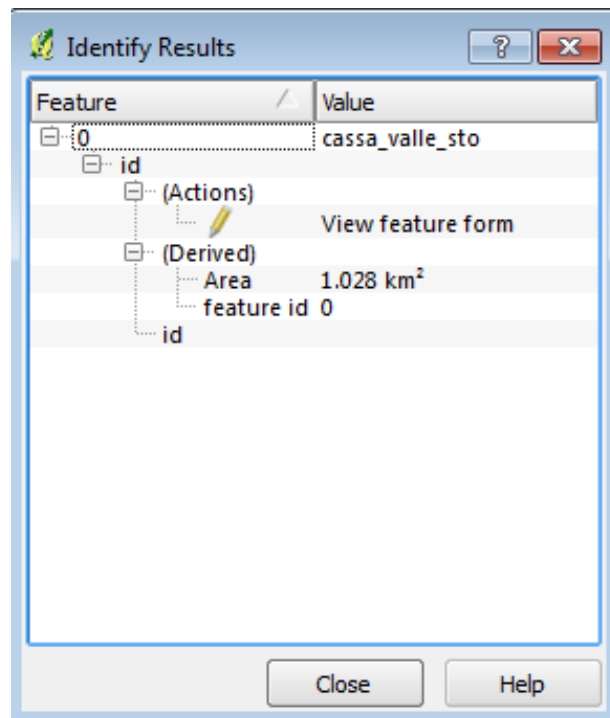 Identify Results
Feature Value
0 cassa_valle_sto
id
(Actions)
View feature form
(Derived)
Area 1.028 km²
feature id 0
id
Close Help